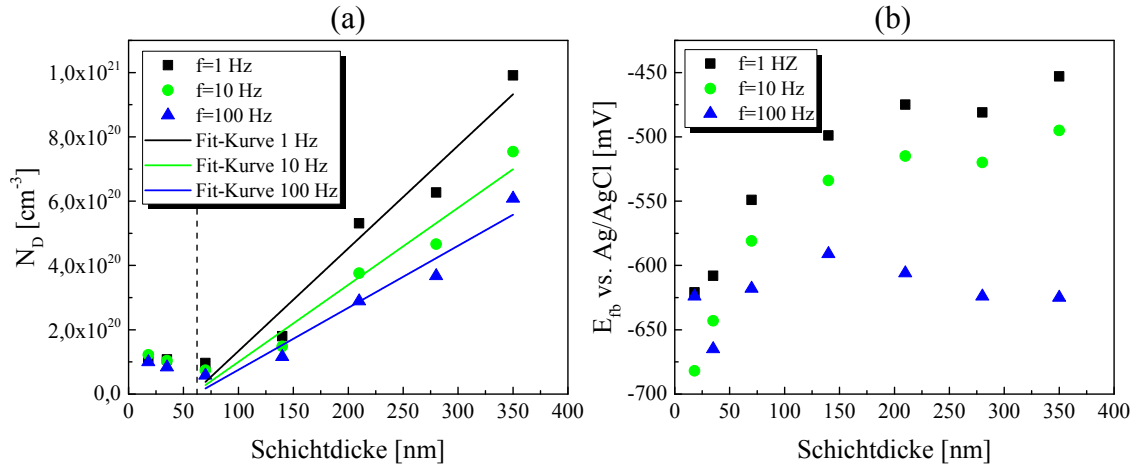 (a)
f=1 Hz
f=10 Hz
f=100 Hz
Fit-Kurve 1 Hz
Fit-Kurve 10 Hz
Fit-Kurve 100 Hz
1,0x10²¹
8,0x10²⁰
6,0x10²⁰
4,0x10²⁰
2,0x10²⁰
0,0
N_D [cm⁻³]
0 50 100 150 200 250 300 350 400
Schichtdicke [nm]
(b)
f=1 HZ
f=10 Hz
f=100 Hz
-450
-500
-550
-600
-650
-700
E_fb vs. Ag/AgCl [mV]
0 50 100 150 200 250 300 350 400
Schichtdicke [nm]